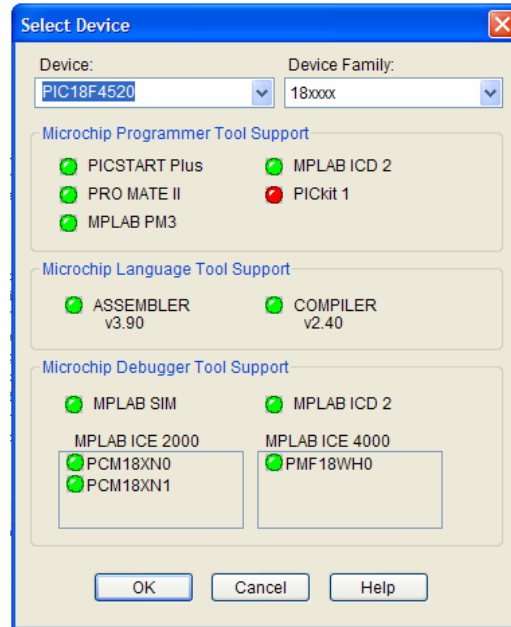 Select Device
Device: Device Family:
PIC18F4520 18xxxx
Microchip Programmer Tool Support
PICSTART Plus MPLAB ICD 2
PRO MATE II PICkit 1
MPLAB PM3
Microchip Language Tool Support
ASSEMBLER COMPILER
v3.90 v2.40
Microchip Debugger Tool Support
MPLAB SIM MPLAB ICD 2
MPLAB ICE 2000 MPLAB ICE 4000
PCM18XN0 PMF18WH0
PCM18XN1
OK Cancel Help